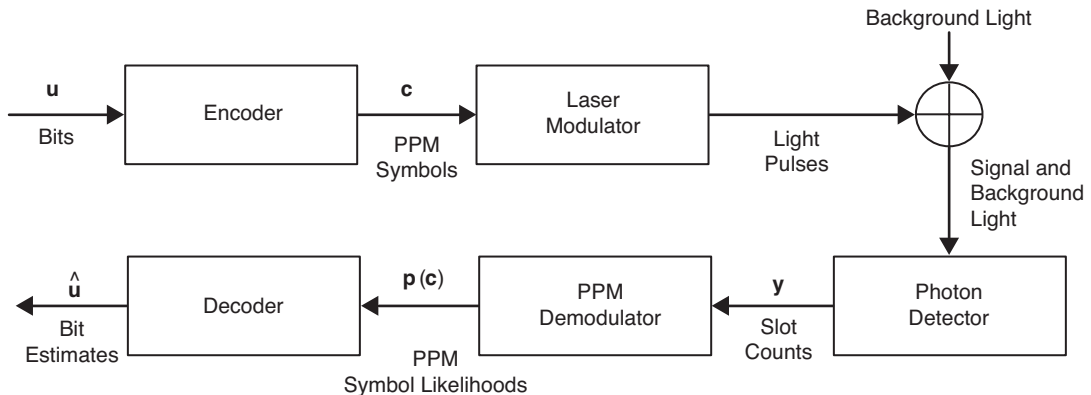 Background Light
u
Bits
Encoder
c
PPM
Symbols
Laser
Modulator
Light
Pulses
Signal and
Background
Light
û
Bit
Estimates
Decoder
p(c)
PPM
Symbol Likelihoods
PPM
Demodulator
y
Slot
Counts
Photon
Detector